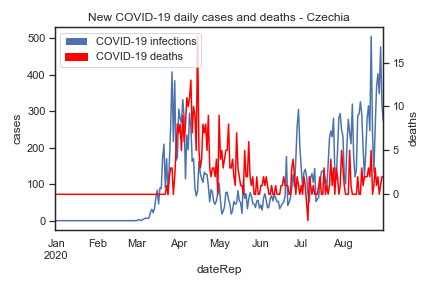 New COVID-19 daily cases and deaths - Czechia
COVID-19 infections
COVID-19 deaths
500
400
300
200
100
0
cases
15
10
5
0
deaths
Jan Feb Mar Apr May Jun Jul Aug
2020
dateRep